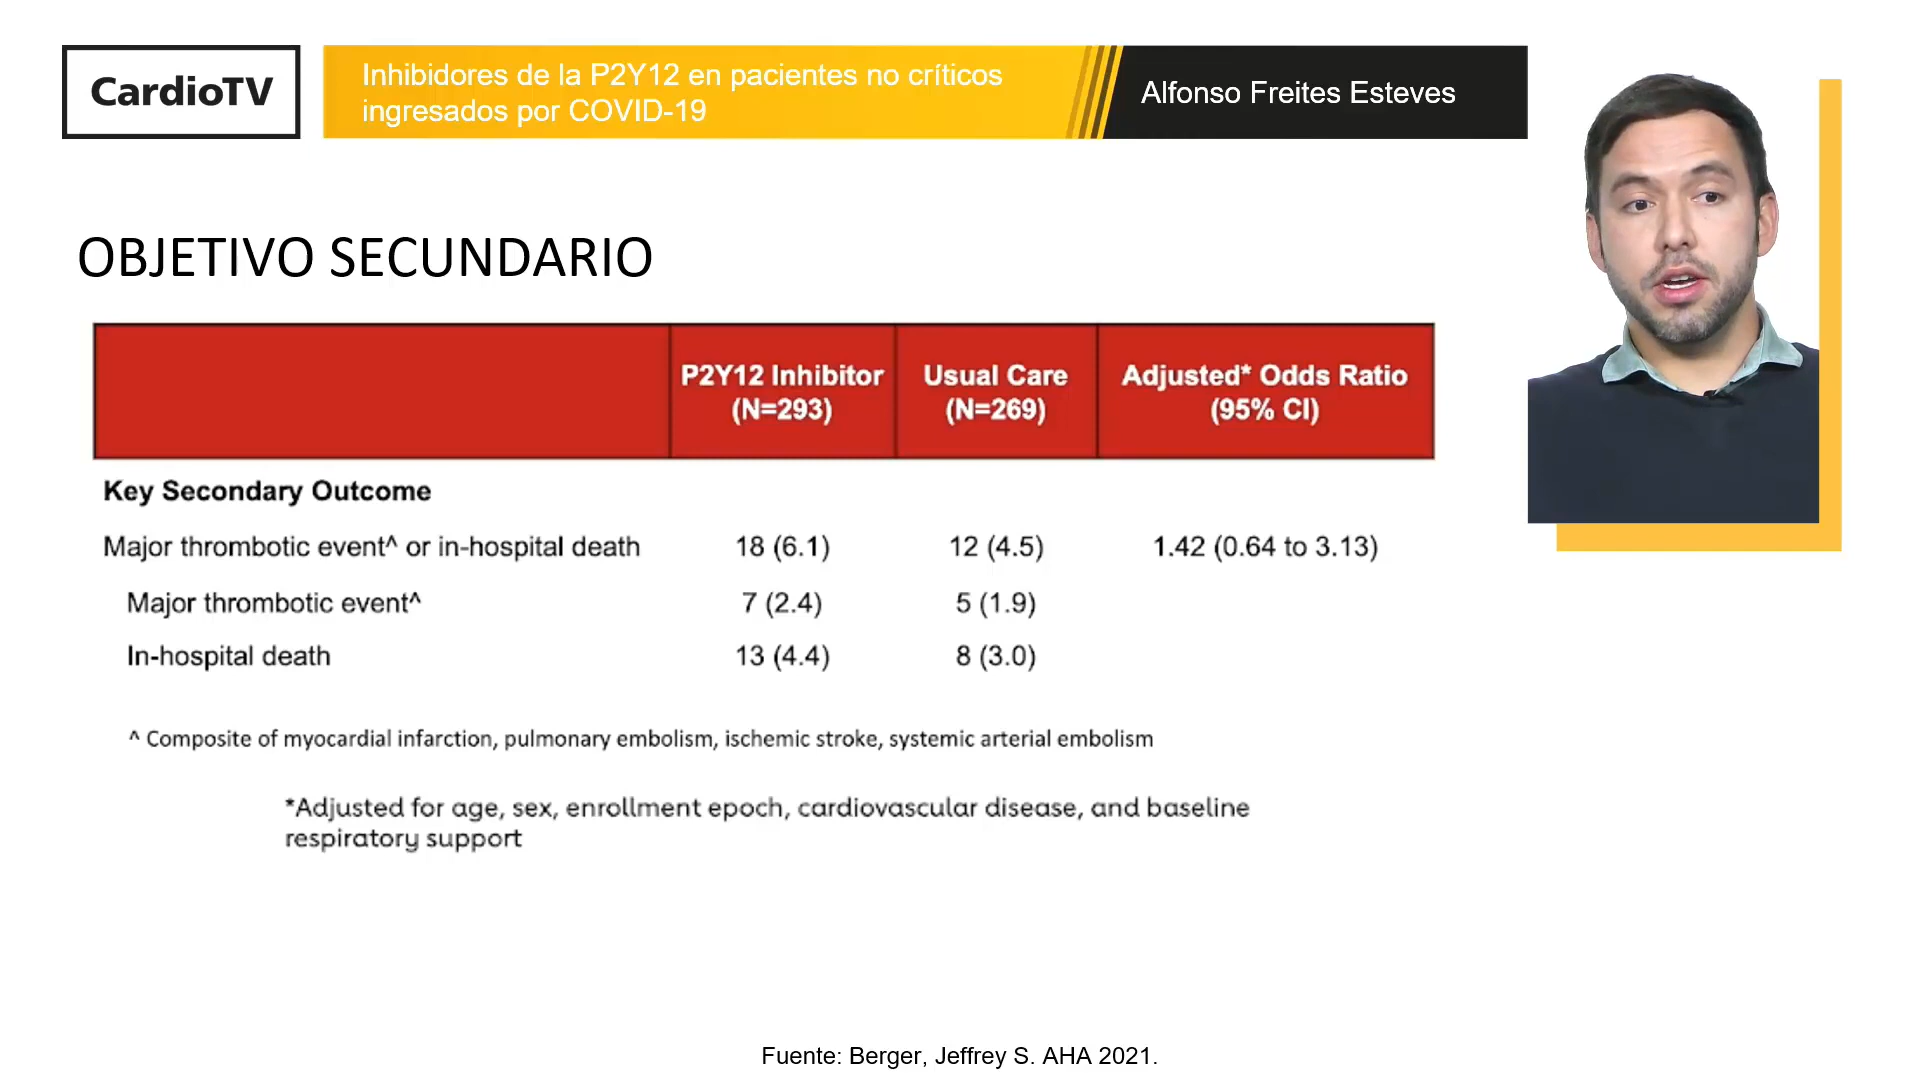 CardioTV
Inhibidores de la P2Y12 en pacientes no críticos
ingresados por COVID-19
Alfonso Freites Esteves
OBJETIVO SECUNDARIO
P2Y12 Inhibitor
(N=293)
Usual Care
(N=269)
Adjusted* Odds Ratio
(95% CI)
Key Secondary Outcome
Major thrombotic event^ or in-hospital death 18 (6.1) 12 (4.5) 1.42 (0.64 to 3.13)
Major thrombotic event^ 7 (2.4) 5 (1.9)
In-hospital death 13 (4.4) 8 (3.0)
^ Composite of myocardial infarction, pulmonary embolism, ischemic stroke, systemic arterial embolism
*Adjusted for age, sex, enrollment epoch, cardiovascular disease, and baseline
respiratory support
Fuente: Berger, Jeffrey S. AHA 2021.